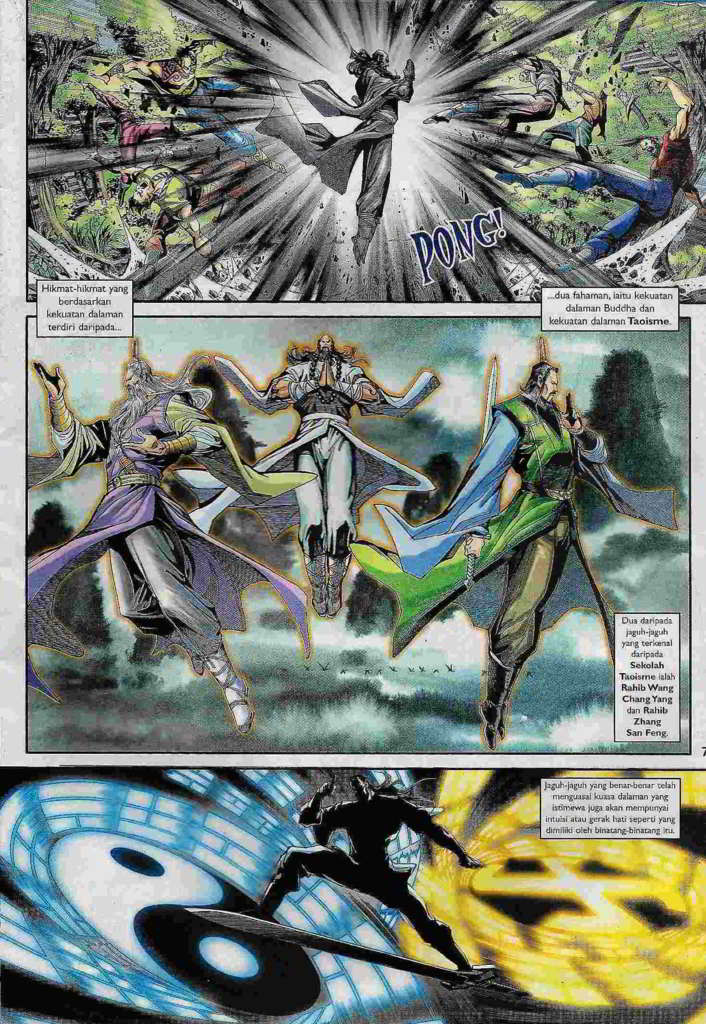 PONG!
Hikmat-hikmat yang
berdasarkan
kekuatan dalaman
terdiri daripada...
...dua fahaman, iaitu kekuatan
dalaman Buddha dan
kekuatan dalaman Taoisme.
Dua daripada
jaguh-jaguh
yang terkenal
daripada
Sekolah
Taoisme ialah
Rahib Wang
Chang Yang
dan Rahib
Zhang
San Feng.
7
Jaguh-jaguh yang benar-benar telah
menguasai kuasa dalaman yang
istimewa juga akan mempunyai
intuisi atau gerak hati seperti yang
dimiliki oleh binatang-binatang itu.